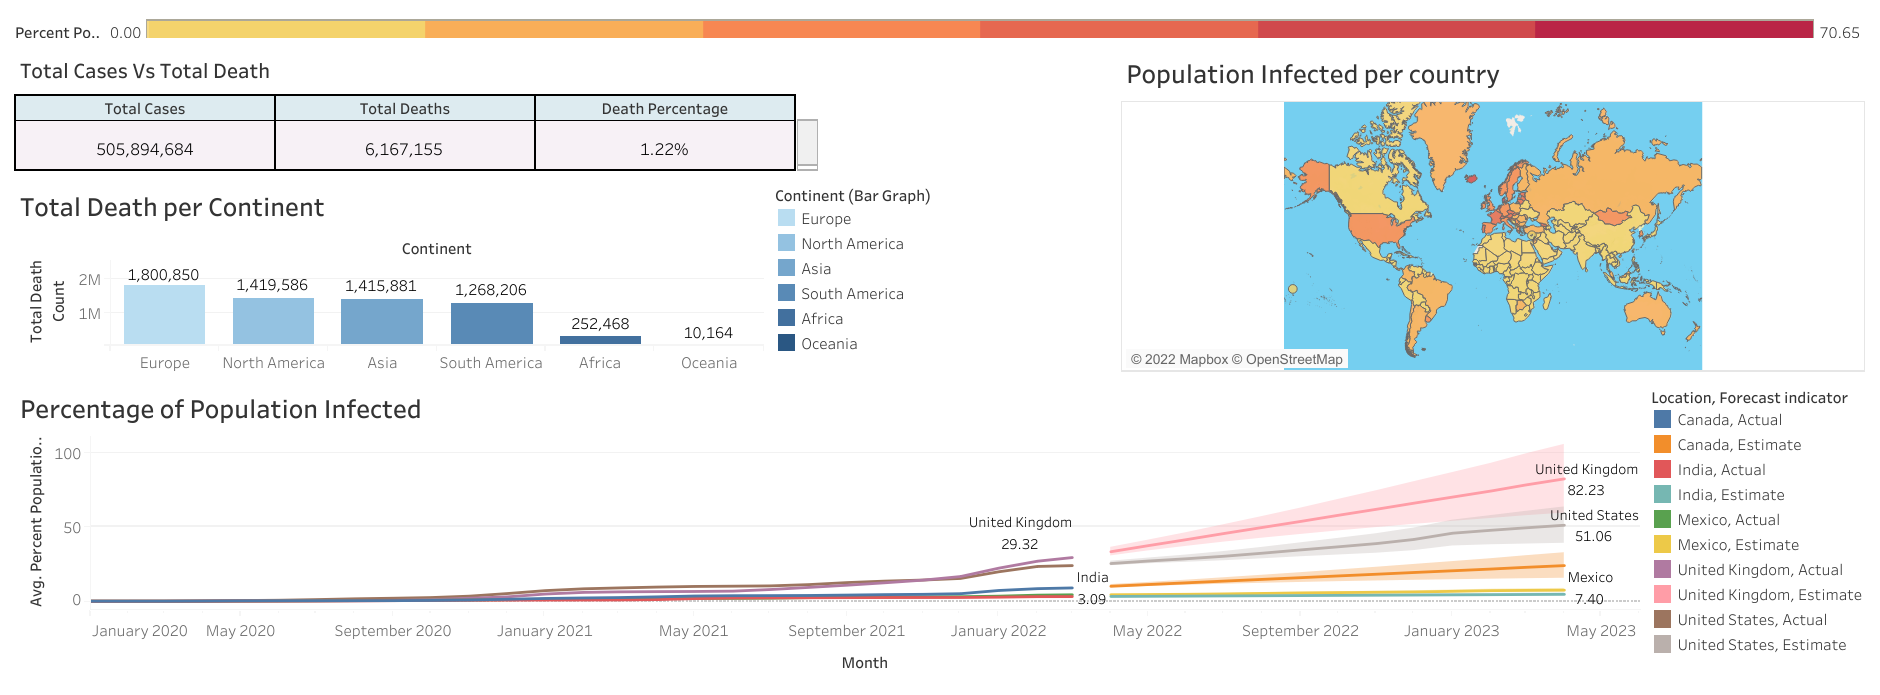 Percent Po.. 0.00 70.65
Total Cases Vs Total Death
Total Cases Total Deaths Death Percentage
505,894,684 6,167,155 1.22%
Population Infected per country
© 2022 Mapbox © OpenStreetMap
Total Death per Continent
Continent
Total Death
Count
2M
1M
1,800,850 1,419,586 1,415,881 1,268,206 252,468 10,164
Europe North America Asia South America Africa Oceania
Continent (Bar Graph)
Europe
North America
Asia
South America
Africa
Oceania
Percentage of Population Infected
Avg. Percent Populatio..
100
50
0
United Kingdom
29.32
India
3.09
United Kingdom
82.23
United States
51.06
Mexico
7.40
January 2020 May 2020 September 2020 January 2021 May 2021 September 2021 January 2022 May 2022 September 2022 January 2023 May 2023
Month
Location, Forecast indicator
Canada, Actual
Canada, Estimate
India, Actual
India, Estimate
Mexico, Actual
Mexico, Estimate
United Kingdom, Actual
United Kingdom, Estimate
United States, Actual
United States, Estimate